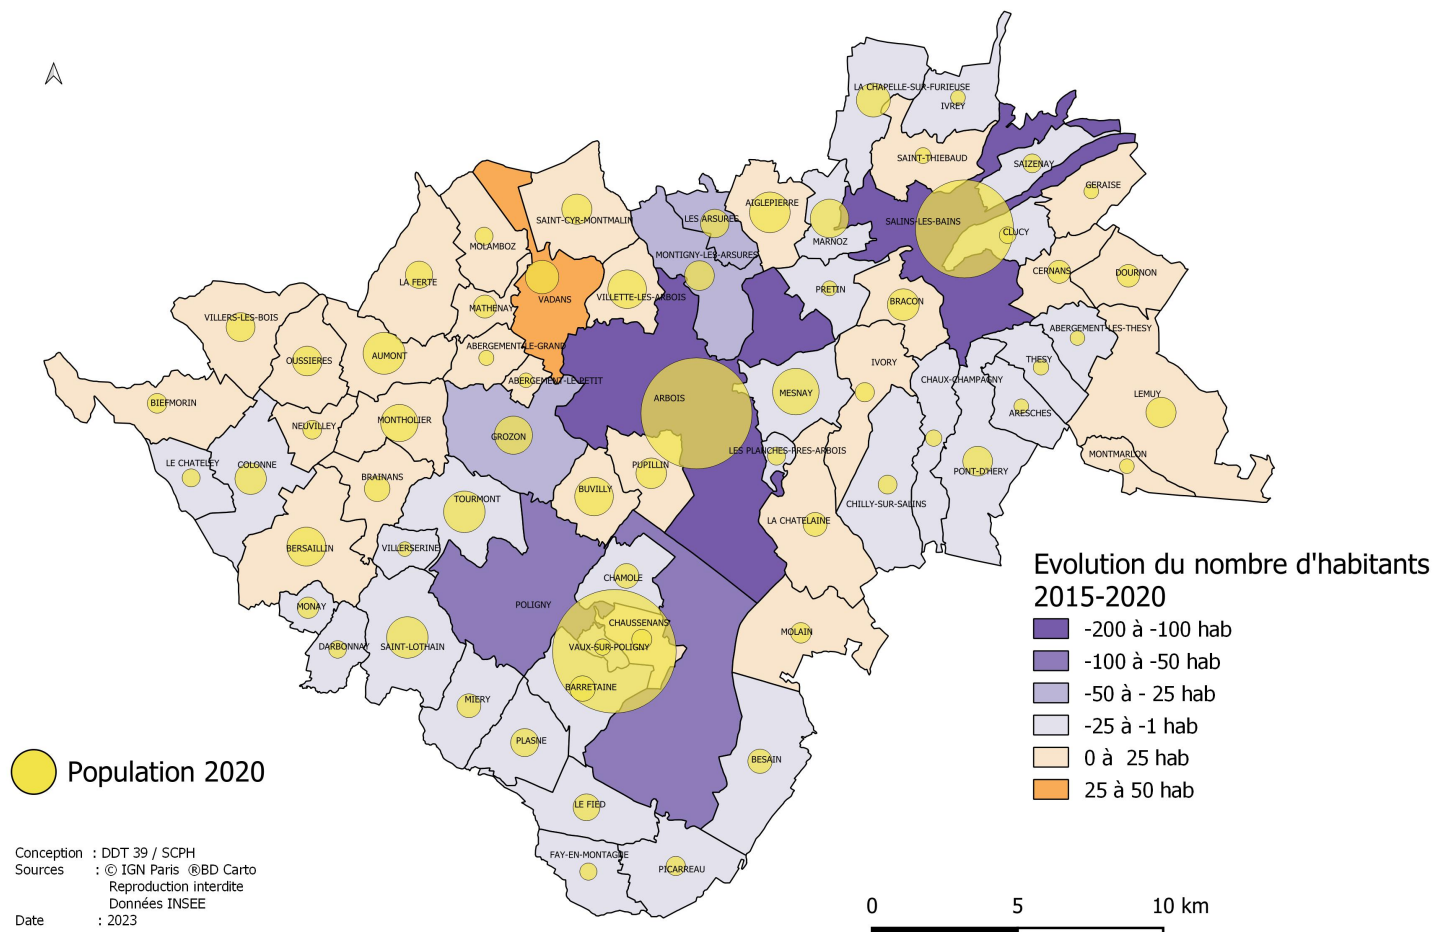 LA CHAPELLE-SUR-FURIEUSE
IVREY
SAINT-THIEBAUD
SAIZENAY
GERAISE
AIGLEPIERRE
SAINT-CYR-MONTMALIN
LES ARSURES
SALINS-LES-BAINS
CLUCY
MARNOZ
MOLAMBOZ
MONTIGNY-LES-ARSURES
CERNANS
DOURNON
LA FERTE
PRETIN
VADANS
VILLETTE-LES-ARBOIS
BRACON
MATHENAY
VILLERS-LES-BOIS
ABERGEMENT-LES-THESY
ABERGEMENT-LE-GRAND
AUMONT
OUSSIERES
IVORY
THESY
ABERGEMENT-LE-PETIT
CHAUX-CHAMPAGNY
MESNAY
LEMUY
ARBOIS
BIEFMORIN
ARESCHES
MONTHOLIER
NEUVILLEY
GROZON
LES PLANCHES-PRES-ARBOIS
MONTMARLON
LE CHATELEY
COLONNE
PUPILLIN
PONT-D'HERY
BRAINANS
BUVILLY
TOURMONT
CHILLY-SUR-SALINS
LA CHATELAINE
BERSAILLIN
VILLERSERINE
CHAMOLE
POLIGNY
MONAY
CHAUSSENANS
MOLAIN
DARBONNAY
SAINT-LOTHAIN
VAUX-SUR-POLIGNY
BARRETAINE
MIERY
PLASNE
BESAIN
LE FIED
FAY-EN-MONTAGNE
PICARREAU
Evolution du nombre d'habitants
2015-2020
-200 à -100 hab
-100 à -50 hab
-50 à - 25 hab
-25 à -1 hab
0 à 25 hab
25 à 50 hab
Population 2020
Conception : DDT 39 / SCPH
Sources : © IGN Paris ®BD Carto
Reproduction interdite
Données INSEE
Date : 2023
0 5 10 km